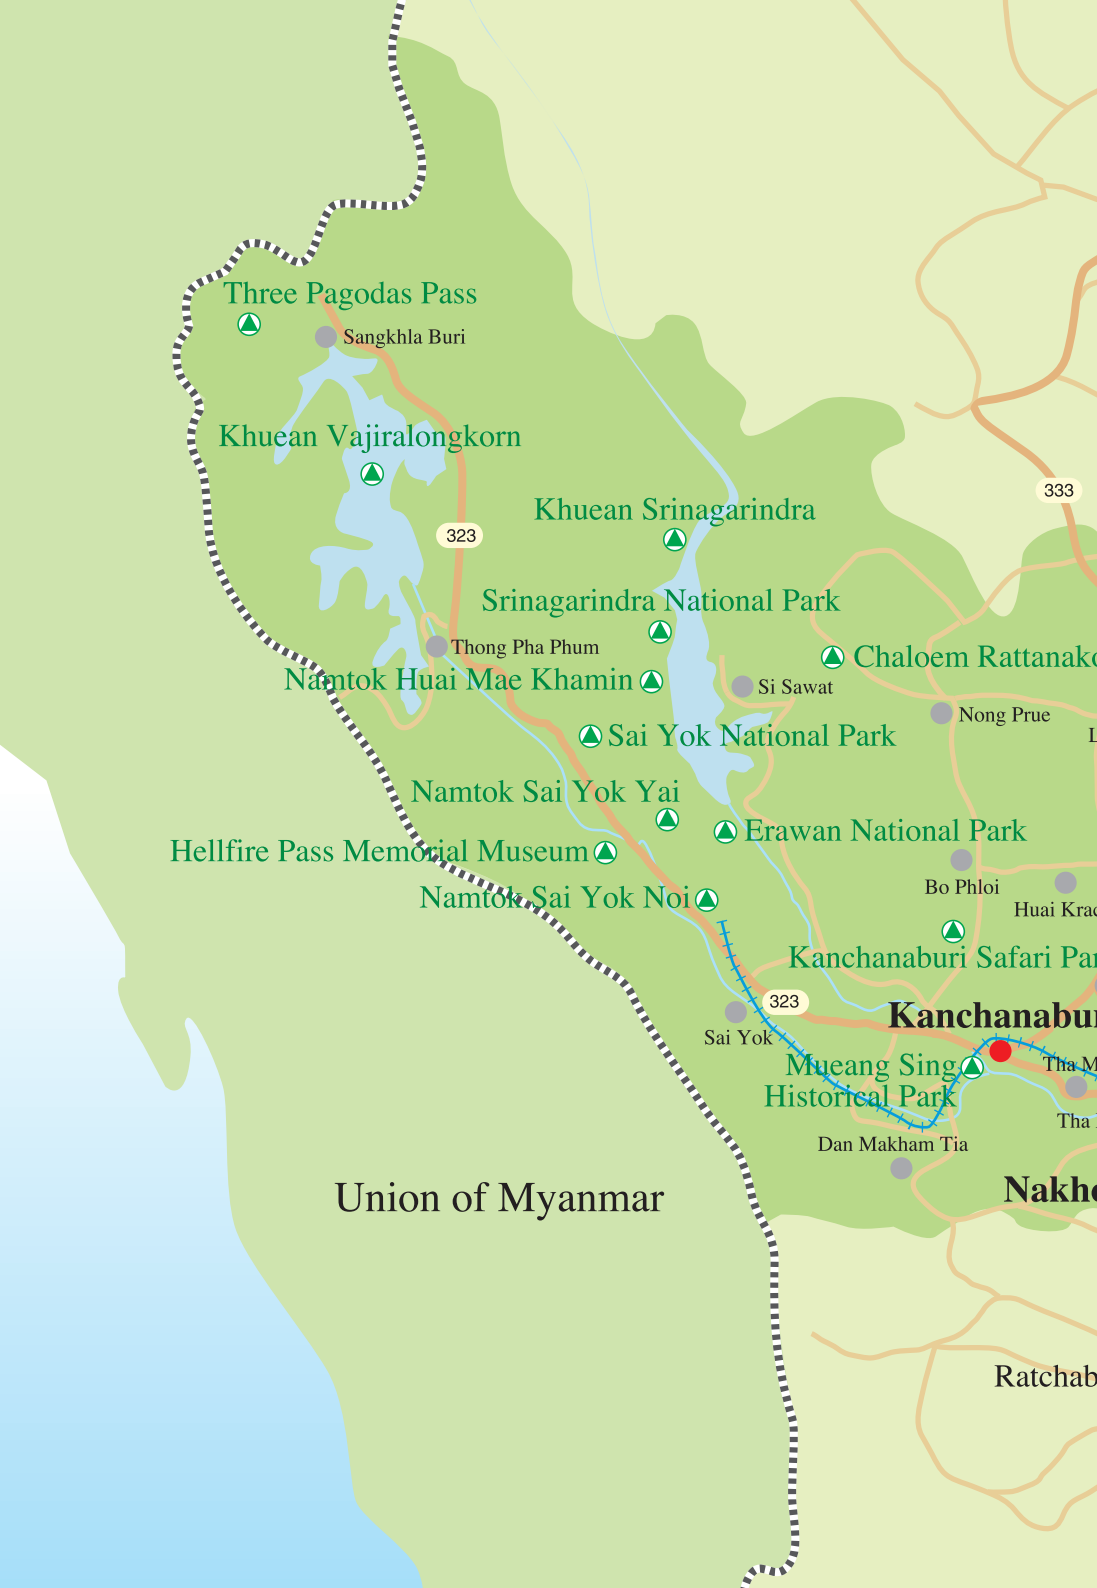 Three Pagodas Pass
Sangkhla Buri
Khuean Vajiralongkorn
333
Khuean Srinagarindra
323
Srinagarindra National Park
Thong Pha Phum
Chaloem Rattanako
Namtok Huai Mae Khamin
Si Sawat
Nong Prue
Sai Yok National Park
L
Namtok Sai Yok Yai
Erawan National Park
Hellfire Pass Memorial Museum
Bo Phloi
Namtok Sai Yok Noi
Huai Krac
Kanchanaburi Safari Par
323
Kanchanabur
Sai Yok
Mueang Sing
Historical Park
Tha M
Tha
Dan Makham Tia
Union of Myanmar
Nakho
Ratchab